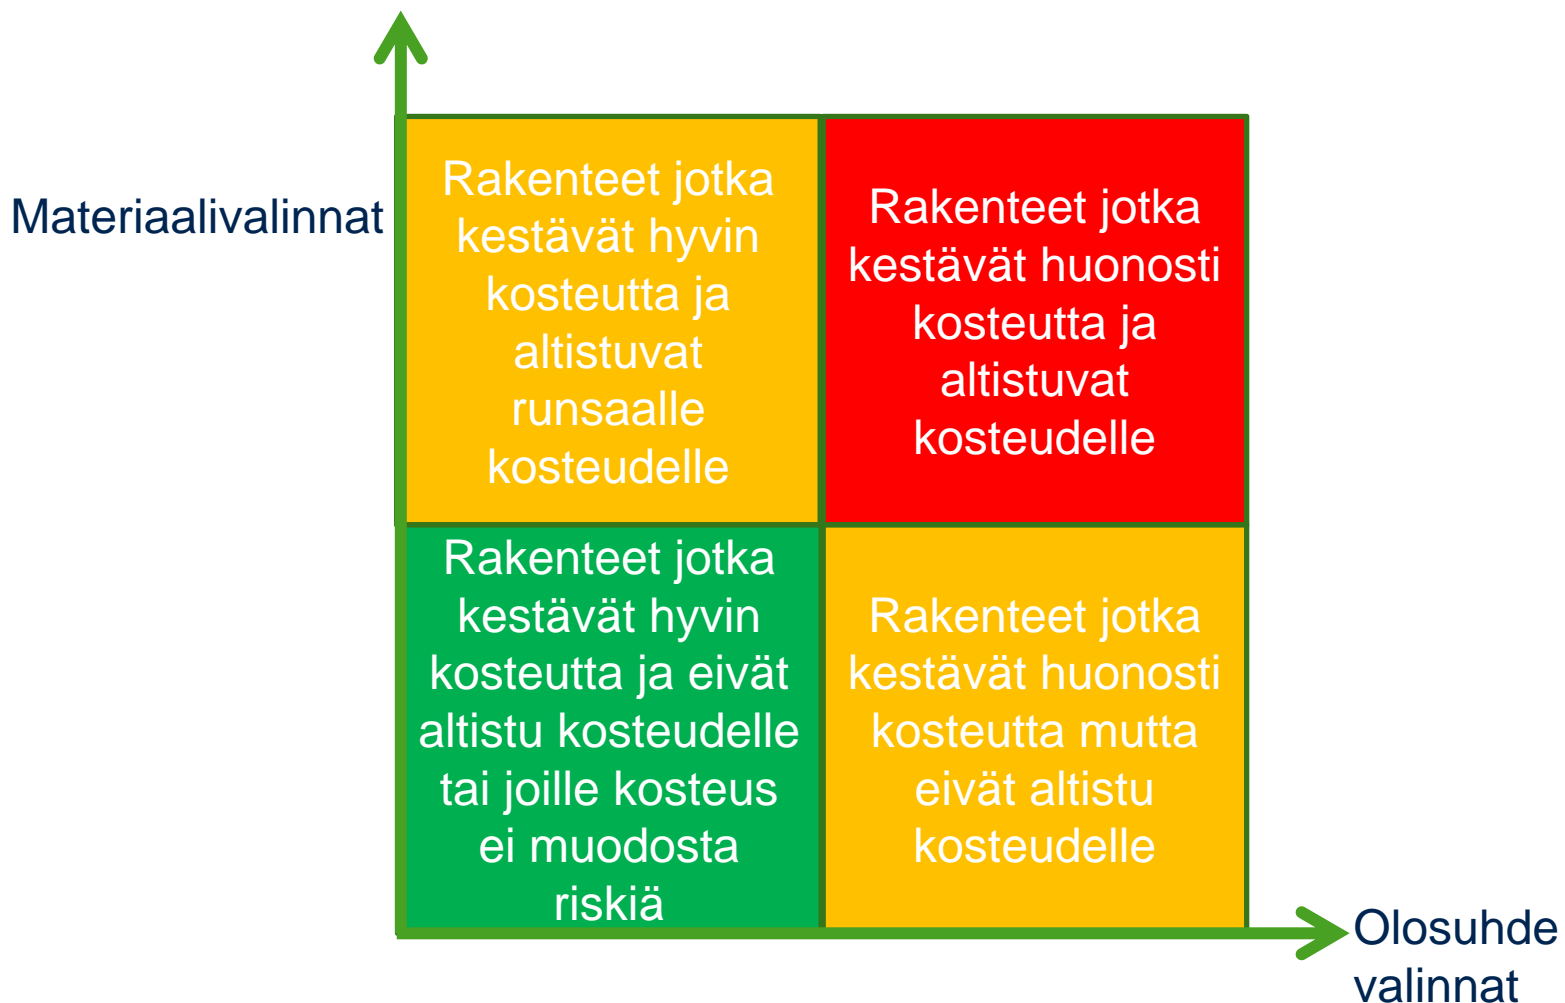 Materiaalivalinnat
Rakenteet jotka
kestävät hyvin
kosteutta ja
altistuvat
runsaalle
kosteudelle
Rakenteet jotka
kestävät huonosti
kosteutta ja
altistuvat
kosteudelle
Rakenteet jotka
kestävät hyvin
kosteutta ja eivät
altistu kosteudelle
tai joille kosteus
ei muodosta
riskiä
Rakenteet jotka
kestävät huonosti
kosteutta mutta
eivät altistu
kosteudelle
Olosuhde
valinnat